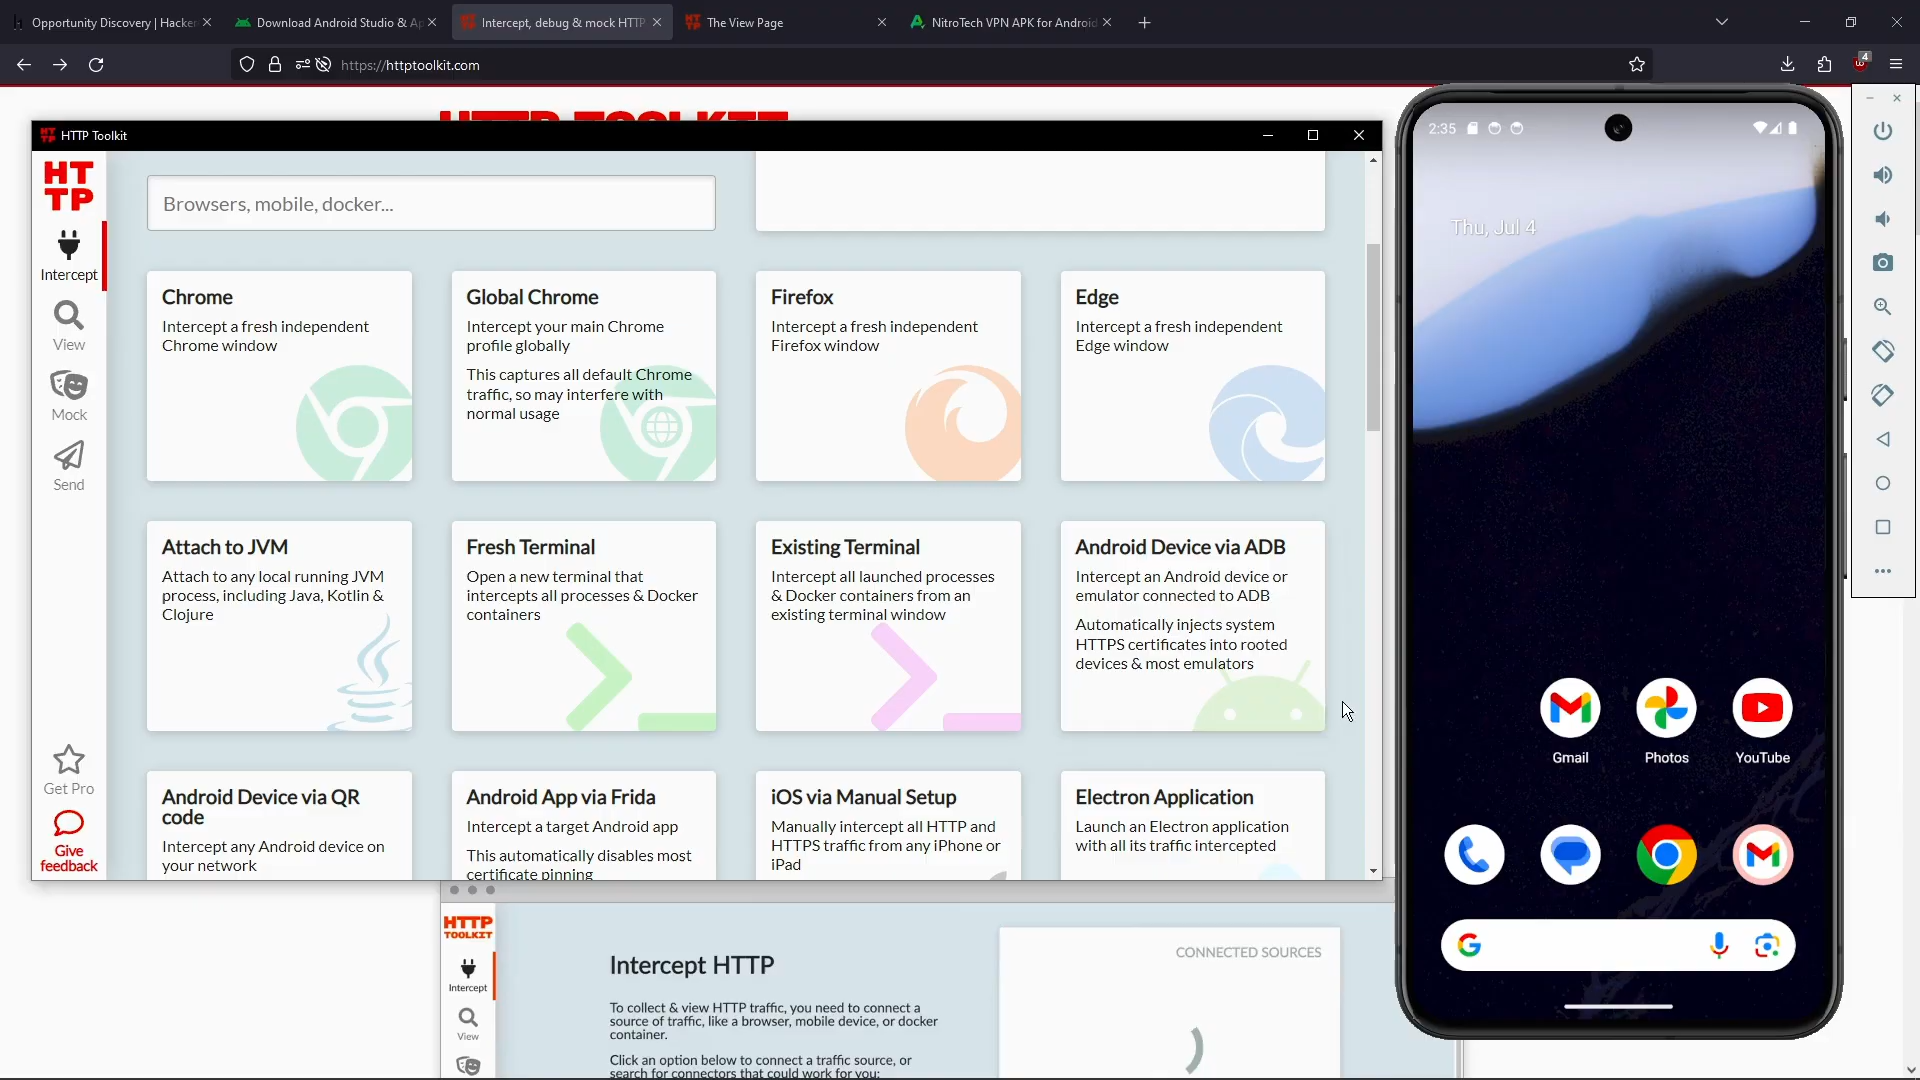 Opportunity Discovery | Hacker
Download Android Studio & Ap
Intercept, debug & mock HTTP
The View Page
NitroTech VPN APK for Android
https://httptoolkit.com
4
HTTP Toolkit
HT
TP
Intercept
View
Mock
Send
Get Pro
Give
feedback
Browsers, mobile, docker...
Chrome
Intercept a fresh independent
Chrome window
Global Chrome
Intercept your main Chrome
profile globally
This captures all default Chrome
traffic, so may interfere with
normal usage
Firefox
Intercept a fresh independent
Firefox window
Edge
Intercept a fresh independent
Edge window
Attach to JVM
Attach to any local running JVM
process, including Java, Kotlin &
Clojure
Fresh Terminal
Open a new terminal that
intercepts all processes & Docker
containers
Existing Terminal
Intercept all launched processes
& Docker containers from an
existing terminal window
Android Device via ADB
Intercept an Android device or
emulator connected to ADB
Automatically injects system
HTTPS certificates into rooted
devices & most emulators
Android Device via QR
code
Intercept any Android device on
your network
Android App via Frida
Intercept a target Android app
This automatically disables most
certificate pinning
iOS via Manual Setup
Manually intercept all HTTP and
HTTPS traffic from any iPhone or
iPad
Electron Application
Launch an Electron application
with all its traffic intercepted
HTTP
TOOLKIT
Intercept
View
Intercept HTTP
To collect & view HTTP traffic, you need to connect a
source of traffic, like a browser, mobile device, or docker
container.
Click an option below to connect a traffic source, or
search for connectors that could work for you:
CONNECTED SOURCES
2:35
Thu, Jul 4
Gmail
Photos
YouTube